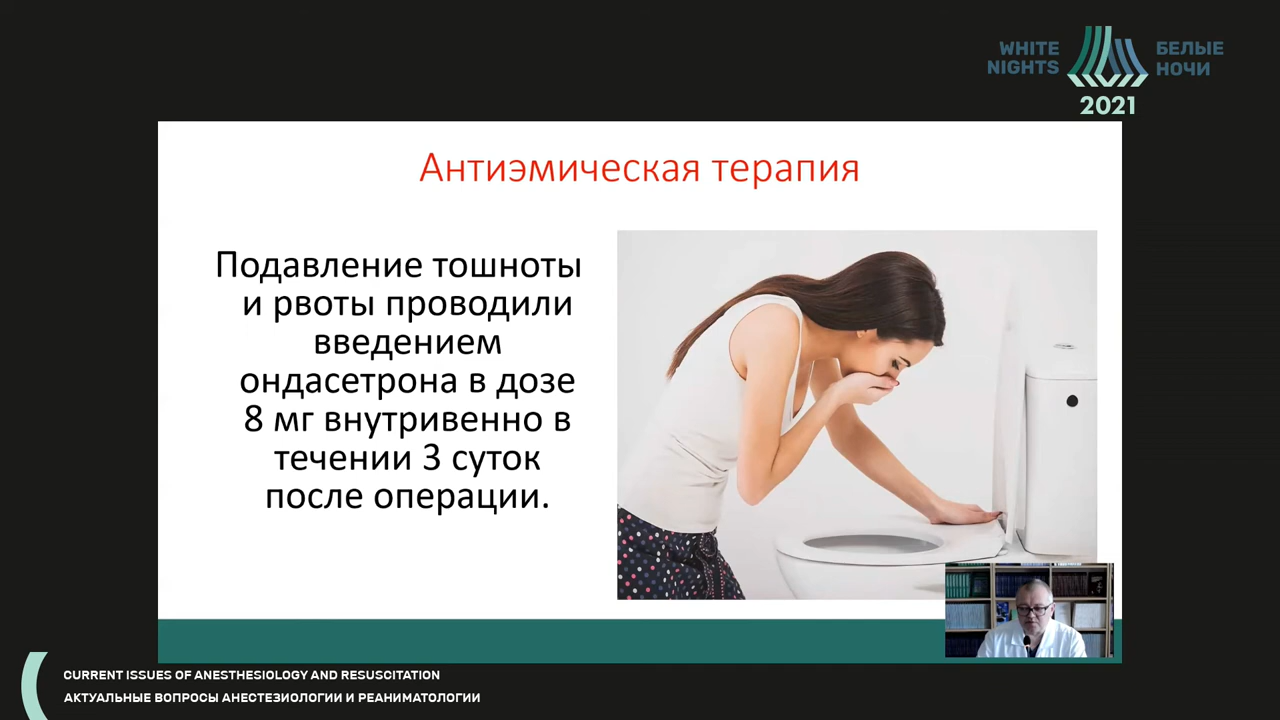 WHITE
NIGHTS
БЕЛЫЕ
НОЧИ
2021
Антиэмическая терапия
Подавление тошноты
и рвоты проводили
введением
ондасетрона в дозе
8 мг внутривенно в
течении 3 суток
после операции.
CURRENT ISSUES OF ANESTHESIOLOGY AND RESUSCITATION
АКТУАЛЬНЫЕ ВОПРОСЫ АНЕСТЕЗИОЛОГИИ И РЕАНИМАТОЛОГИИ